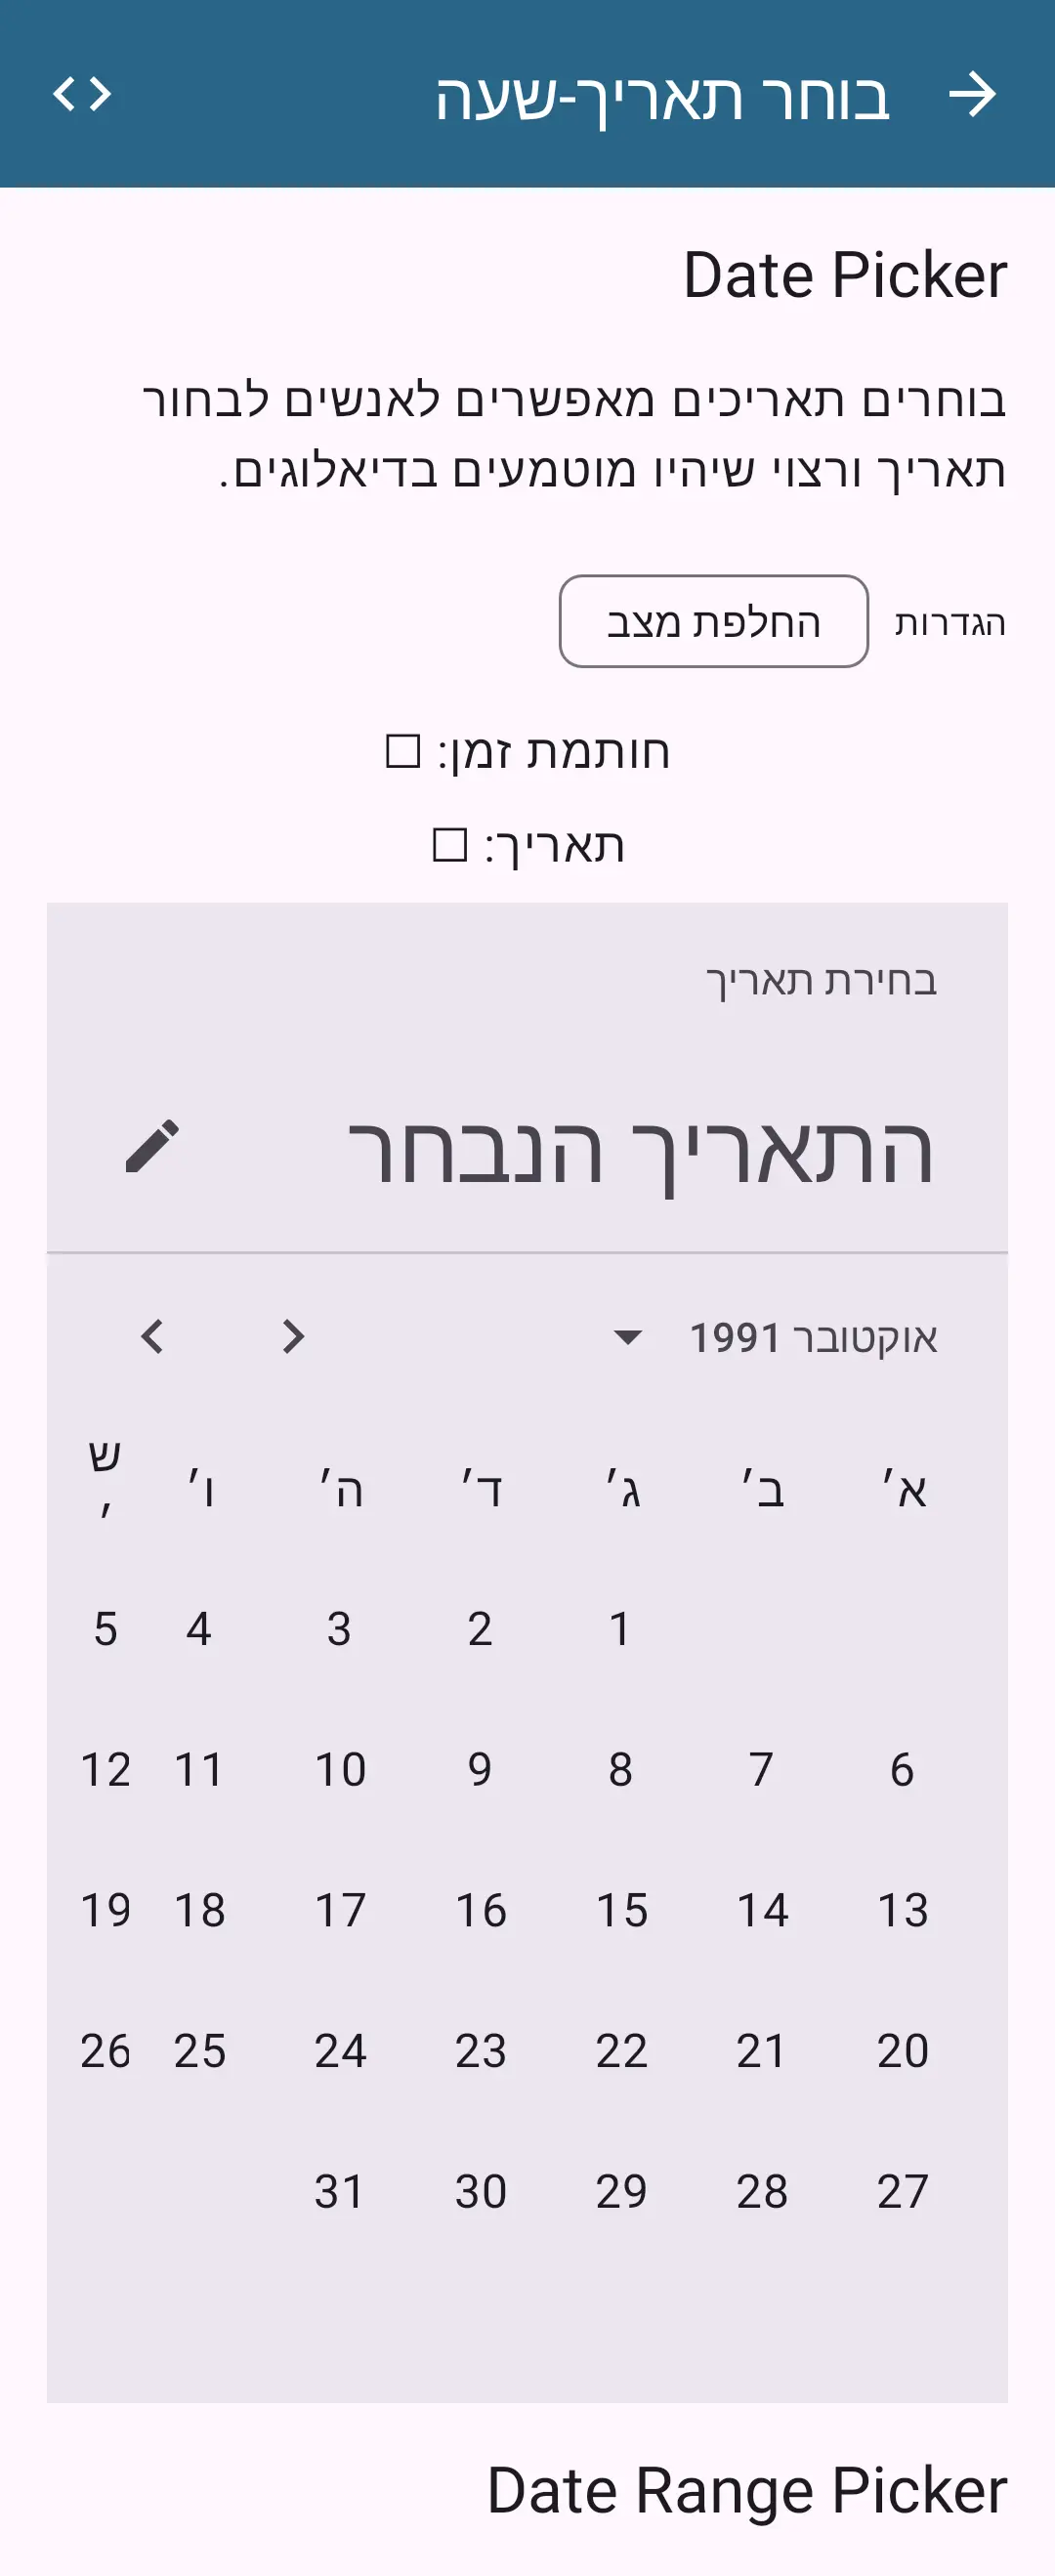 בוחר תאריך-שעה
Date Picker
בוחרים תאריכים מאפשרים לאנשים לבחור
תאריך ורצוי שיהיו מוטמעים בדיאלוגים.
הגדרות החלפת מצב
חותמת זמן: □
תאריך: □
בחירת תאריך
התאריך הנבחר
אוקטובר 1991
א׳ ב׳ ג׳ ד׳ ה׳ ו׳ ש׳
1 2 3 4 5
6 7 8 9 10 11 12
13 14 15 16 17 18 19
20 21 22 23 24 25 26
27 28 29 30 31
Date Range Picker